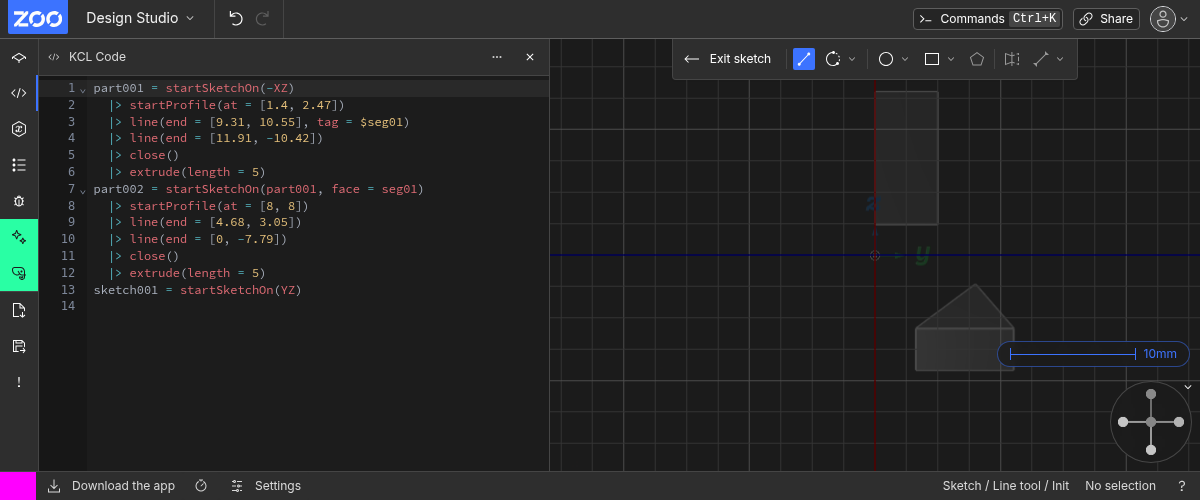 ZOO
Design Studio
Commands Ctrl+K
Share
KCL Code
Exit sketch
1 part001 = startSketchOn(-XZ)
2 |> startProfile(at = [1.4, 2.47])
3 |> line(end = [9.31, 10.55], tag = $seg01)
4 |> line(end = [11.91, -10.42])
5 |> close()
6 |> extrude(length = 5)
7 part002 = startSketchOn(part001, face = seg01)
8 |> startProfile(at = [8, 8])
9 |> line(end = [4.68, 3.05])
10 |> line(end = [0, -7.79])
11 |> close()
12 |> extrude(length = 5)
13 sketch001 = startSketchOn(YZ)
14
z
y
10mm
Download the app
Settings
Sketch / Line tool / Init
No selection
?